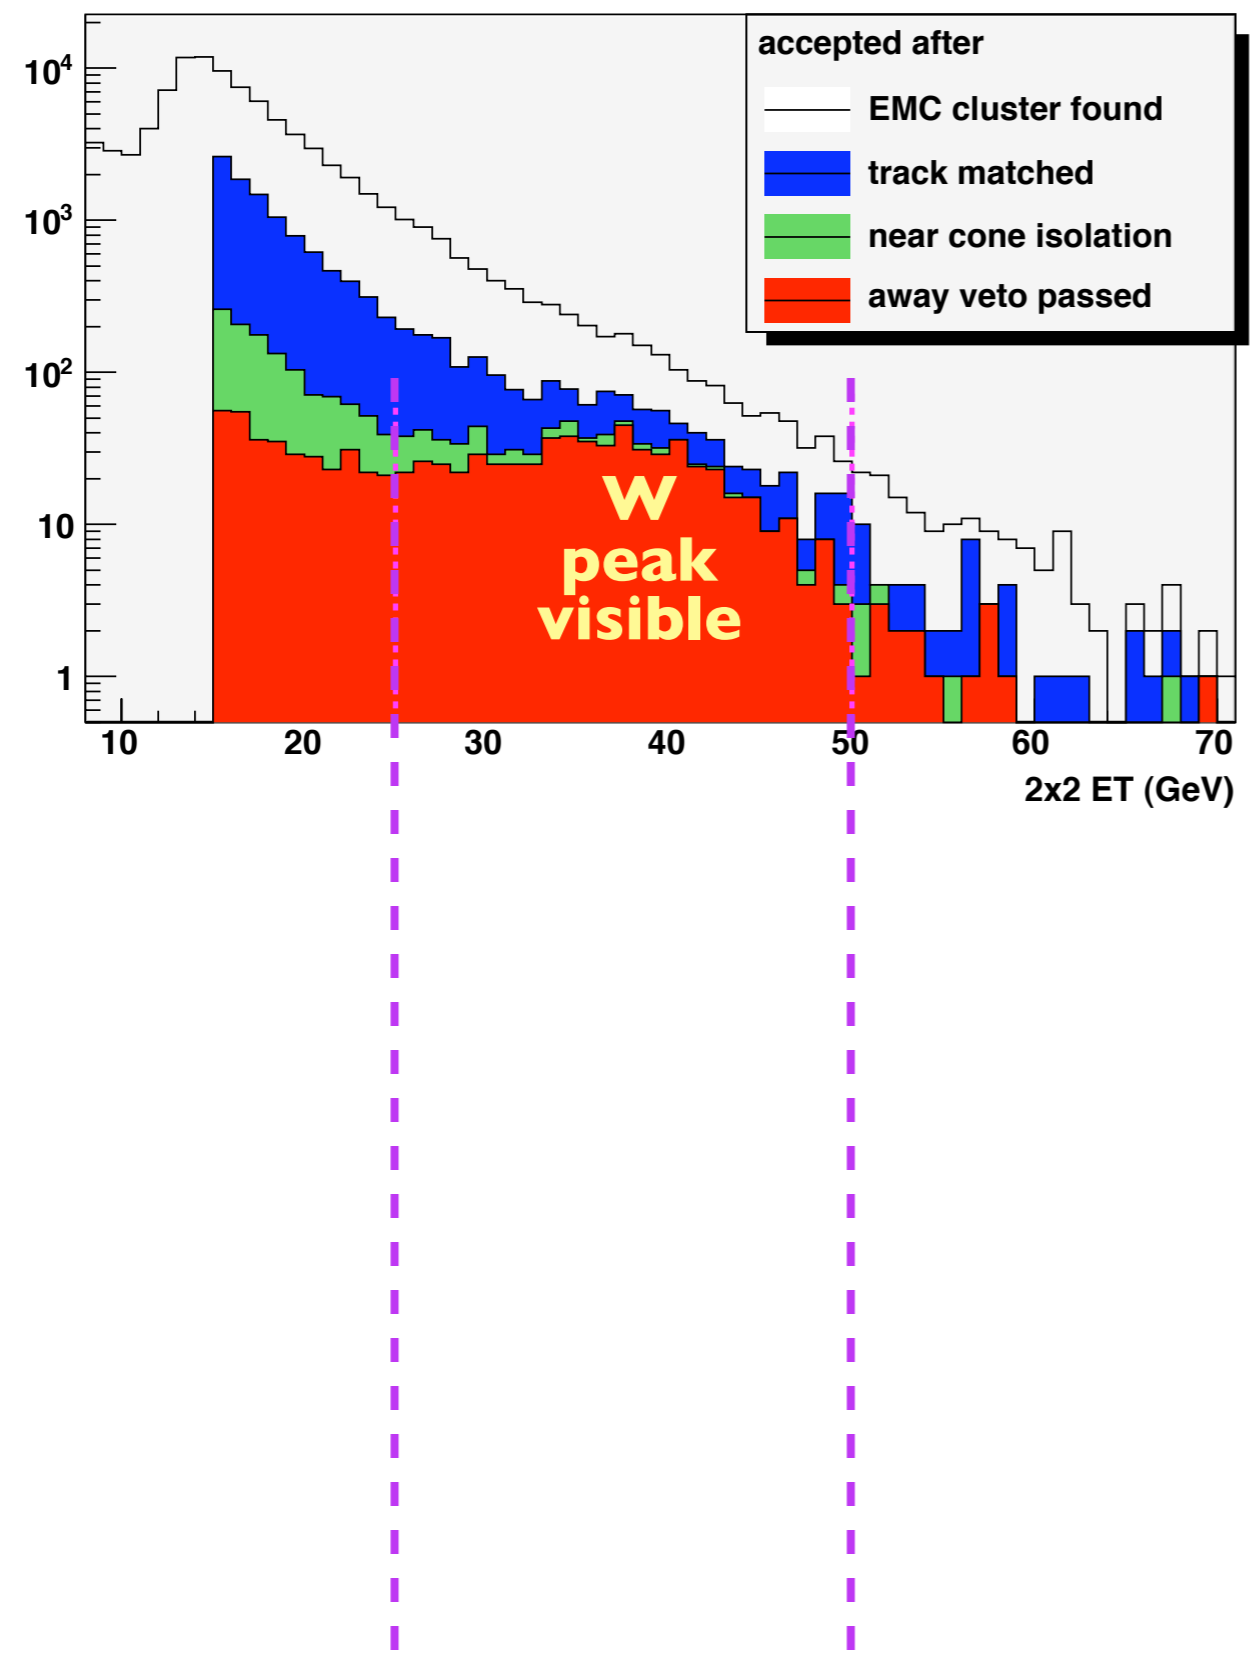 accepted after
EMC cluster found
track matched
near cone isolation
away veto passed
10⁴
10³
10²
10
1
W
peak
visible
10 20 30 40 50 60 70
2x2 ET (GeV)